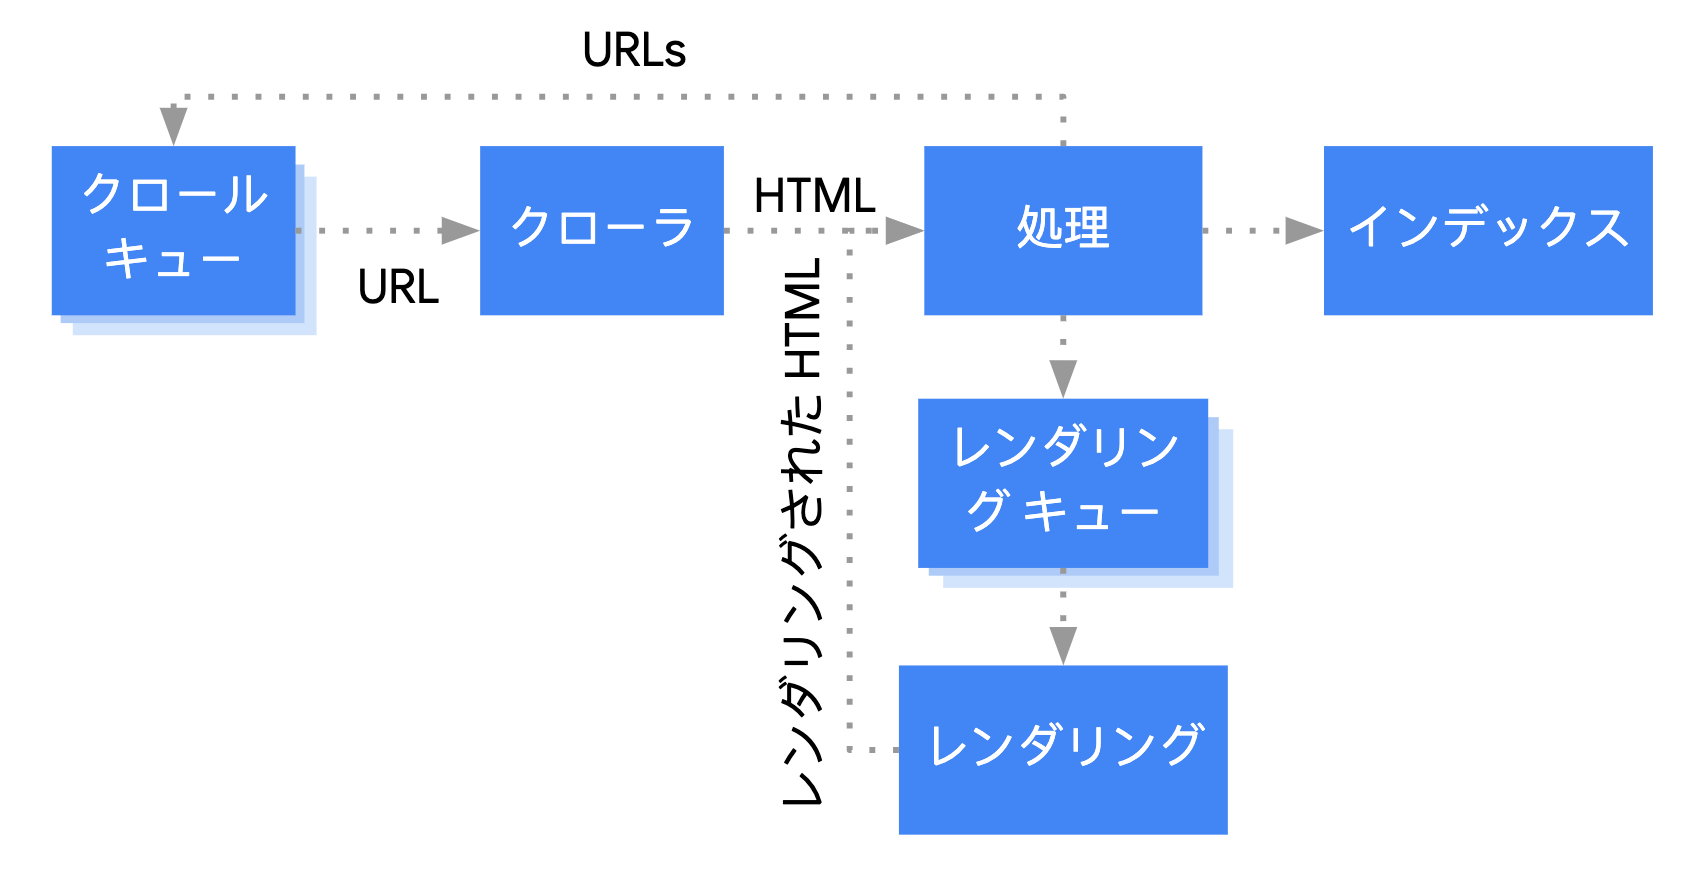 URLs
クロール
キュー
URL
クローラ
HTML
処理
インデックス
レンダリングされた HTML
レンダリン
グ キュー
レンダリング